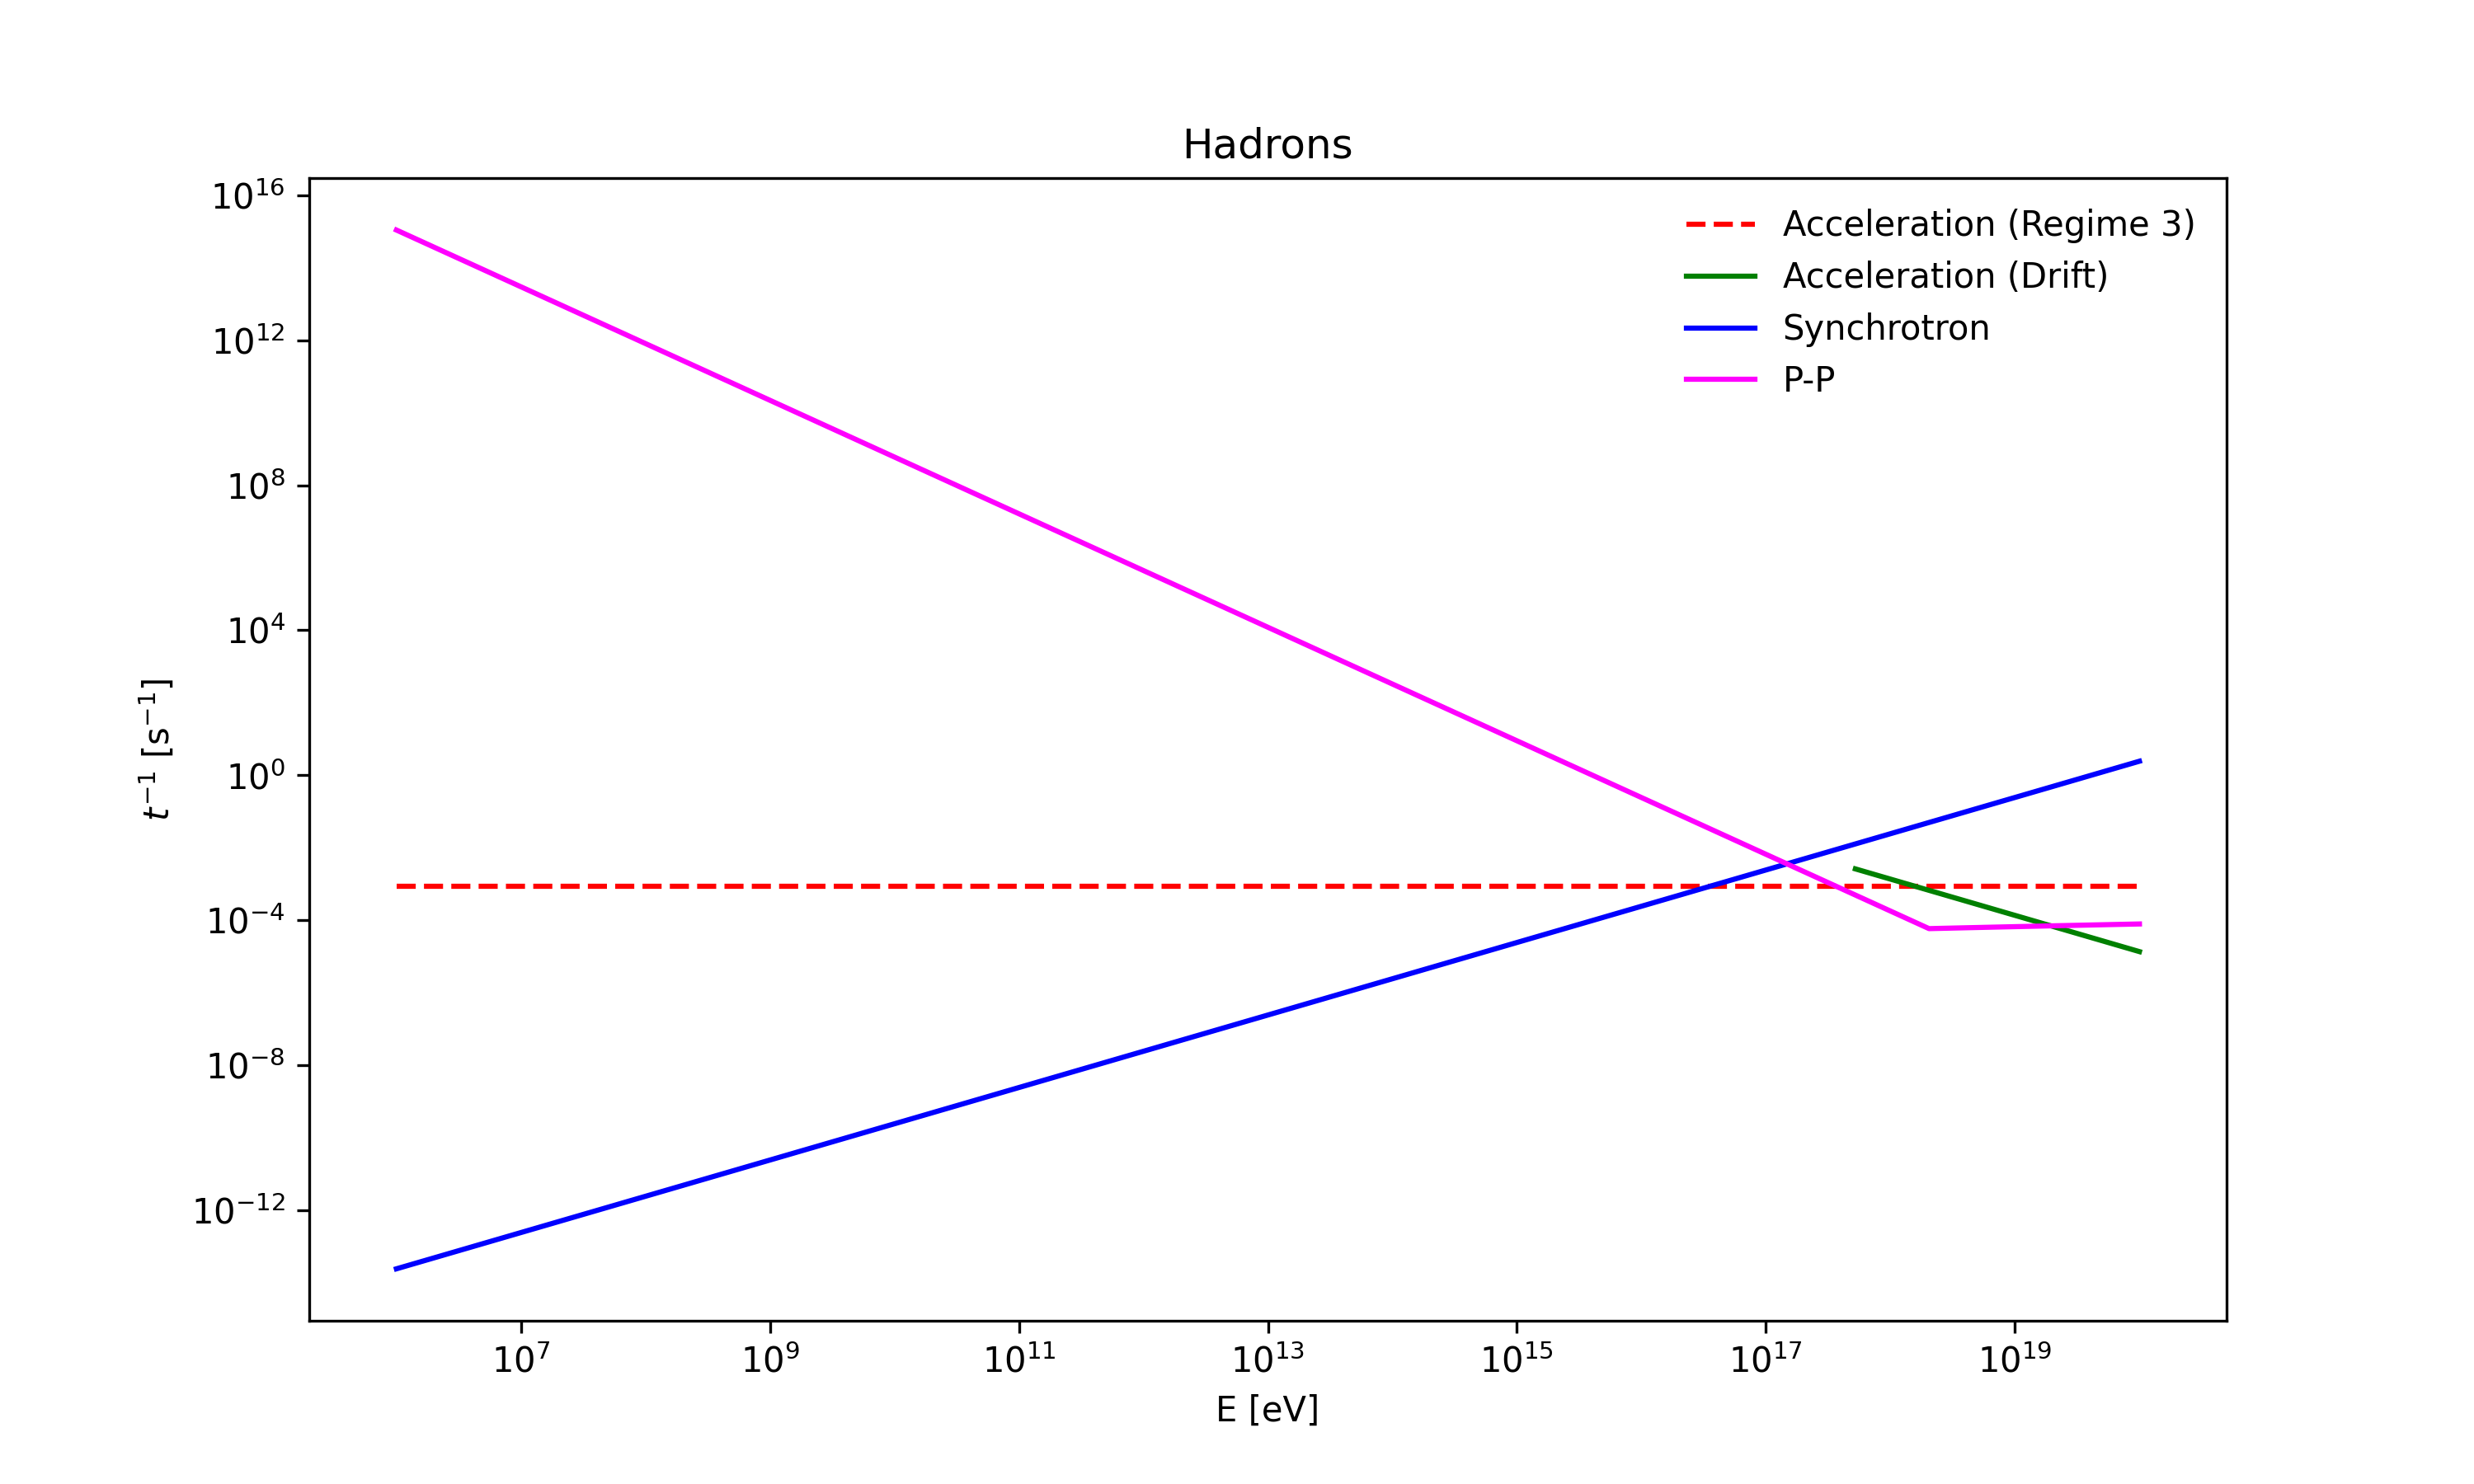 Hadrons
10^16
10^12
10^8
10^4
10^0
10^−4
10^−8
10^−12
t^−1 [s^−1]
Acceleration (Regime 3)
Acceleration (Drift)
Synchrotron
P-P
10^7 10^9 10^11 10^13 10^15 10^17 10^19
E [eV]